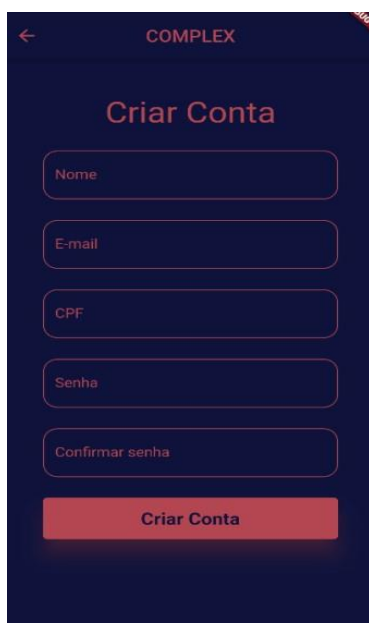 COMPLEX
Criar Conta
Nome
E-mail
CPF
Senha
Confirmar senha
Criar Conta